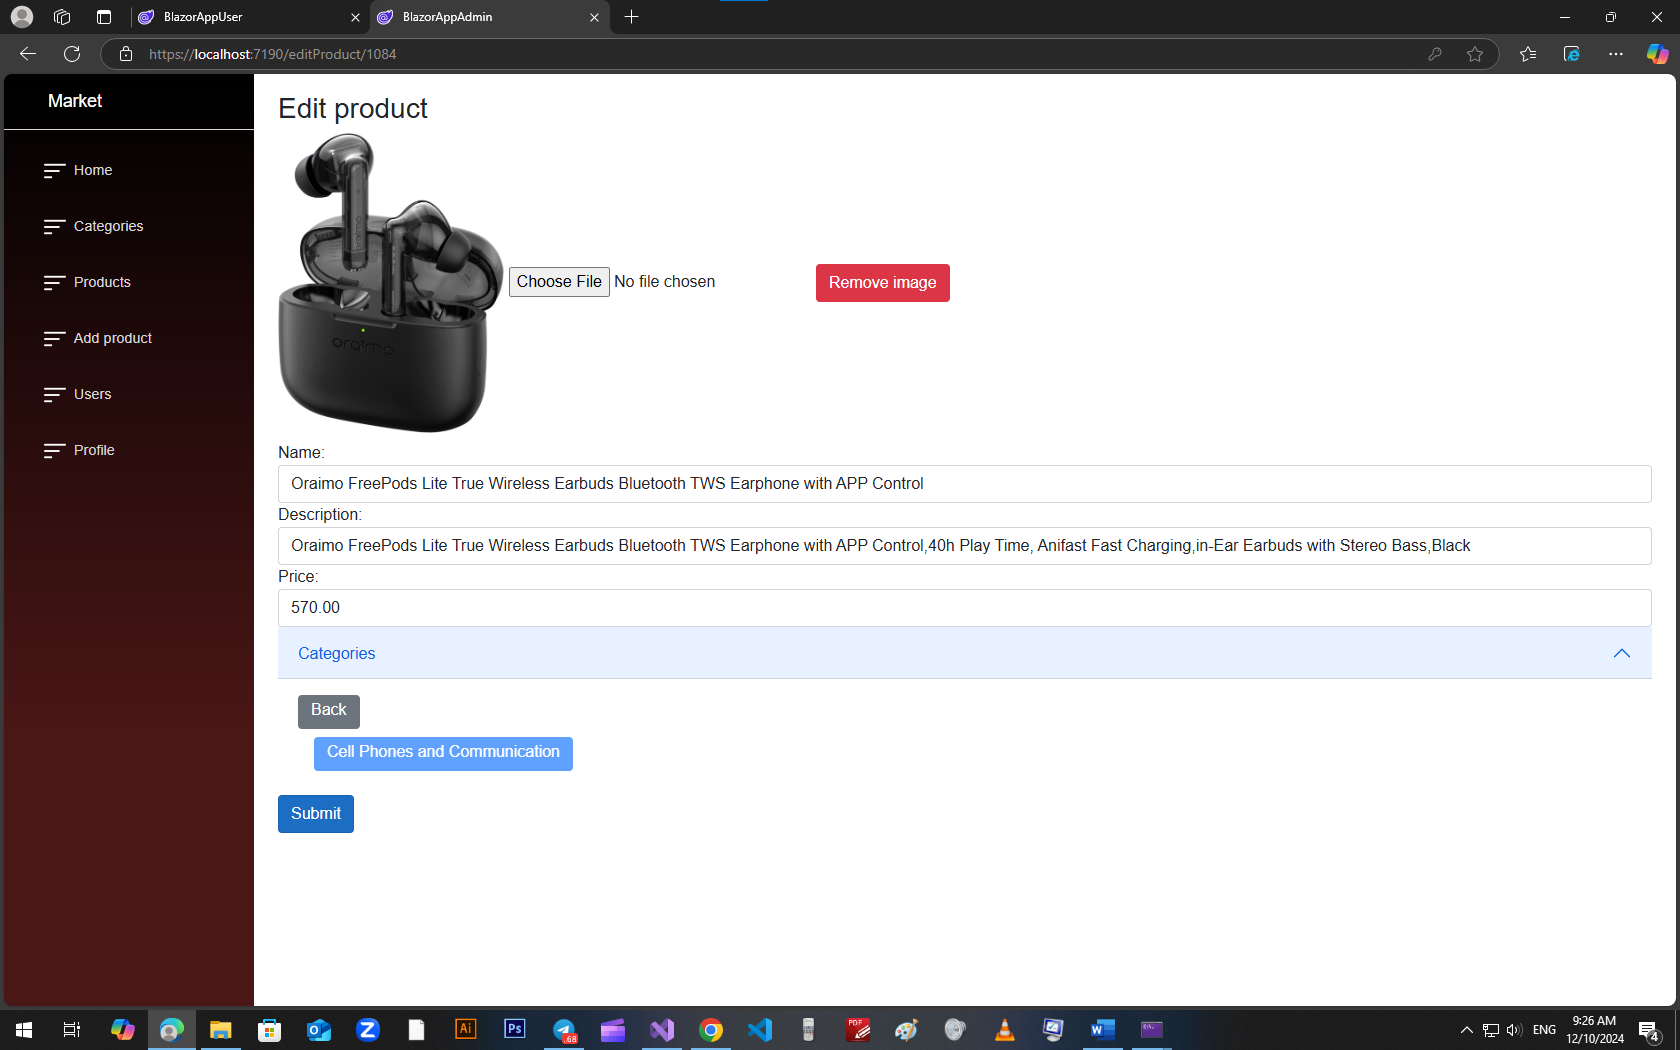 BlazorAppUser
BlazorAppAdmin
https://localhost:7190/editProduct/1084
Market
Home
Categories
Products
Add product
Users
Profile
Edit product
oraimo
Choose File No file chosen
Remove image
Name:
Oraimo FreePods Lite True Wireless Earbuds Bluetooth TWS Earphone with APP Control
Description:
Oraimo FreePods Lite True Wireless Earbuds Bluetooth TWS Earphone with APP Control,40h Play Time, Anifast Fast Charging,in-Ear Earbuds with Stereo Bass,Black
Price:
570.00
Categories
Back
Cell Phones and Communication
Submit
Ai
Ps
.68
PDF
ENG
9:26 AM
12/10/2024
4